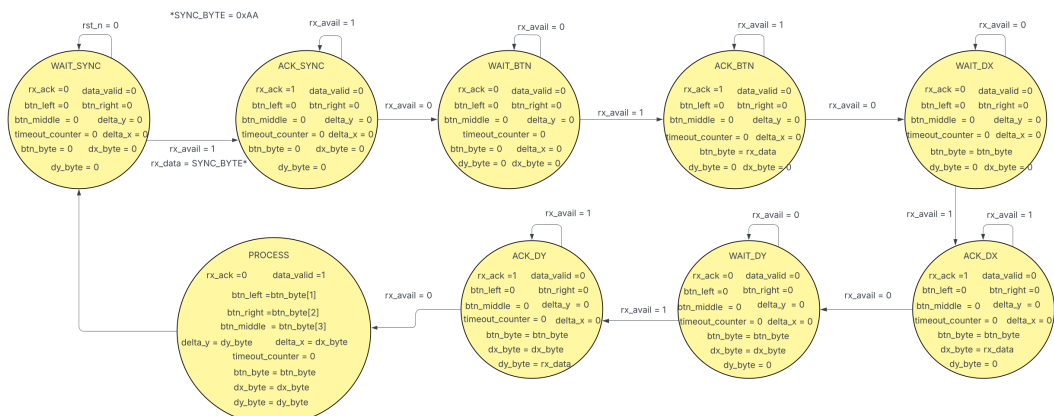 *SYNC_BYTE = 0xAA
rst_n = 0
WAIT_SYNC
rx_ack =0 data_valid =0
btn_left =0 btn_right =0
btn_middle = 0 delta_y = 0
timeout_counter = 0 delta_x = 0
btn_byte = 0 dx_byte = 0
dy_byte = 0
rx_avail = 1
rx_data = SYNC_BYTE*
rx_avail = 1
ACK_SYNC
rx_ack =1 data_valid =0
btn_left =0 btn_right =0
btn_middle = 0 delta_y = 0
timeout_counter = 0 delta_x = 0
btn_byte = 0 dx_byte = 0
dy_byte = 0
rx_avail = 0
rx_avail = 0
WAIT_BTN
rx_ack =0 data_valid =0
btn_left =0 btn_right =0
btn_middle = 0 delta_y = 0
timeout_counter = 0
btn_byte = 0 delta_x = 0
dy_byte = 0 dx_byte = 0
rx_avail = 1
rx_avail = 1
ACK_BTN
rx_ack =1 data_valid =0
btn_left =0 btn_right =0
btn_middle = 0 delta_y = 0
timeout_counter = 0 delta_x = 0
btn_byte = rx_data
dy_byte = 0 dx_byte = 0
rx_avail = 0
rx_avail = 0
WAIT_DX
rx_ack =0 data_valid =0
btn_left =0 btn_right =0
btn_middle = 0 delta_y = 0
timeout_counter = 0 delta_x = 0
btn_byte = btn_byte
dy_byte = 0 dx_byte = 0
rx_avail = 1
rx_avail = 1
ACK_DX
rx_ack =1 data_valid =0
btn_left =0 btn_right =0
btn_middle = 0 delta_y = 0
timeout_counter = 0 delta_x = 0
btn_byte = btn_byte
dx_byte = rx_data
dy_byte = 0
rx_avail = 0
rx_avail = 0
WAIT_DY
rx_ack =0 data_valid =0
btn_left =0 btn_right =0
btn_middle = 0 delta_y = 0
timeout_counter = 0 delta_x = 0
btn_byte = btn_byte
dx_byte = dx_byte
dy_byte = 0
rx_avail = 1
rx_avail = 1
ACK_DY
rx_ack =1 data_valid =0
btn_left =0 btn_right =0
btn_middle = 0 delta_y = 0
timeout_counter = 0 delta_x = 0
btn_byte = btn_byte
dx_byte = dx_byte
dy_byte = rx_data
rx_avail = 0
PROCESS
rx_ack =0 data_valid =1
btn_left =btn_byte[1]
btn_right =btn_byte[2]
btn_middle = btn_byte[3]
delta_y = dy_byte delta_x = dx_byte
timeout_counter = 0
btn_byte = btn_byte
dx_byte = dx_byte
dy_byte = dy_byte